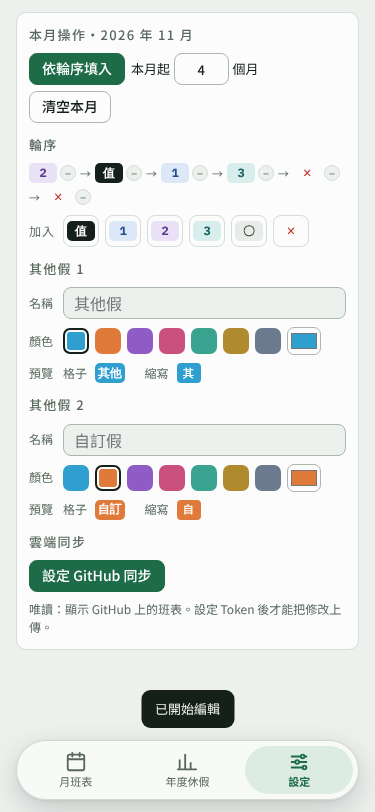 本月操作・2026 年 11 月
依輪序填入 本月起 4 個月
清空本月
輪序
2 − → 值 − → 1 − → 3 − → × −
→ × −
加入 值 1 2 3 〇 ×
其他假 1
名稱 其他假
顏色
預覽 格子 其他 縮寫 其
其他假 2
名稱 自訂假
顏色
預覽 格子 自訂 縮寫 自
雲端同步
設定 GitHub 同步
唯讀：顯示 GitHub 上的班表。設定 Token 後才能把修改上
傳。
已開始編輯
月班表 年度休假 設定